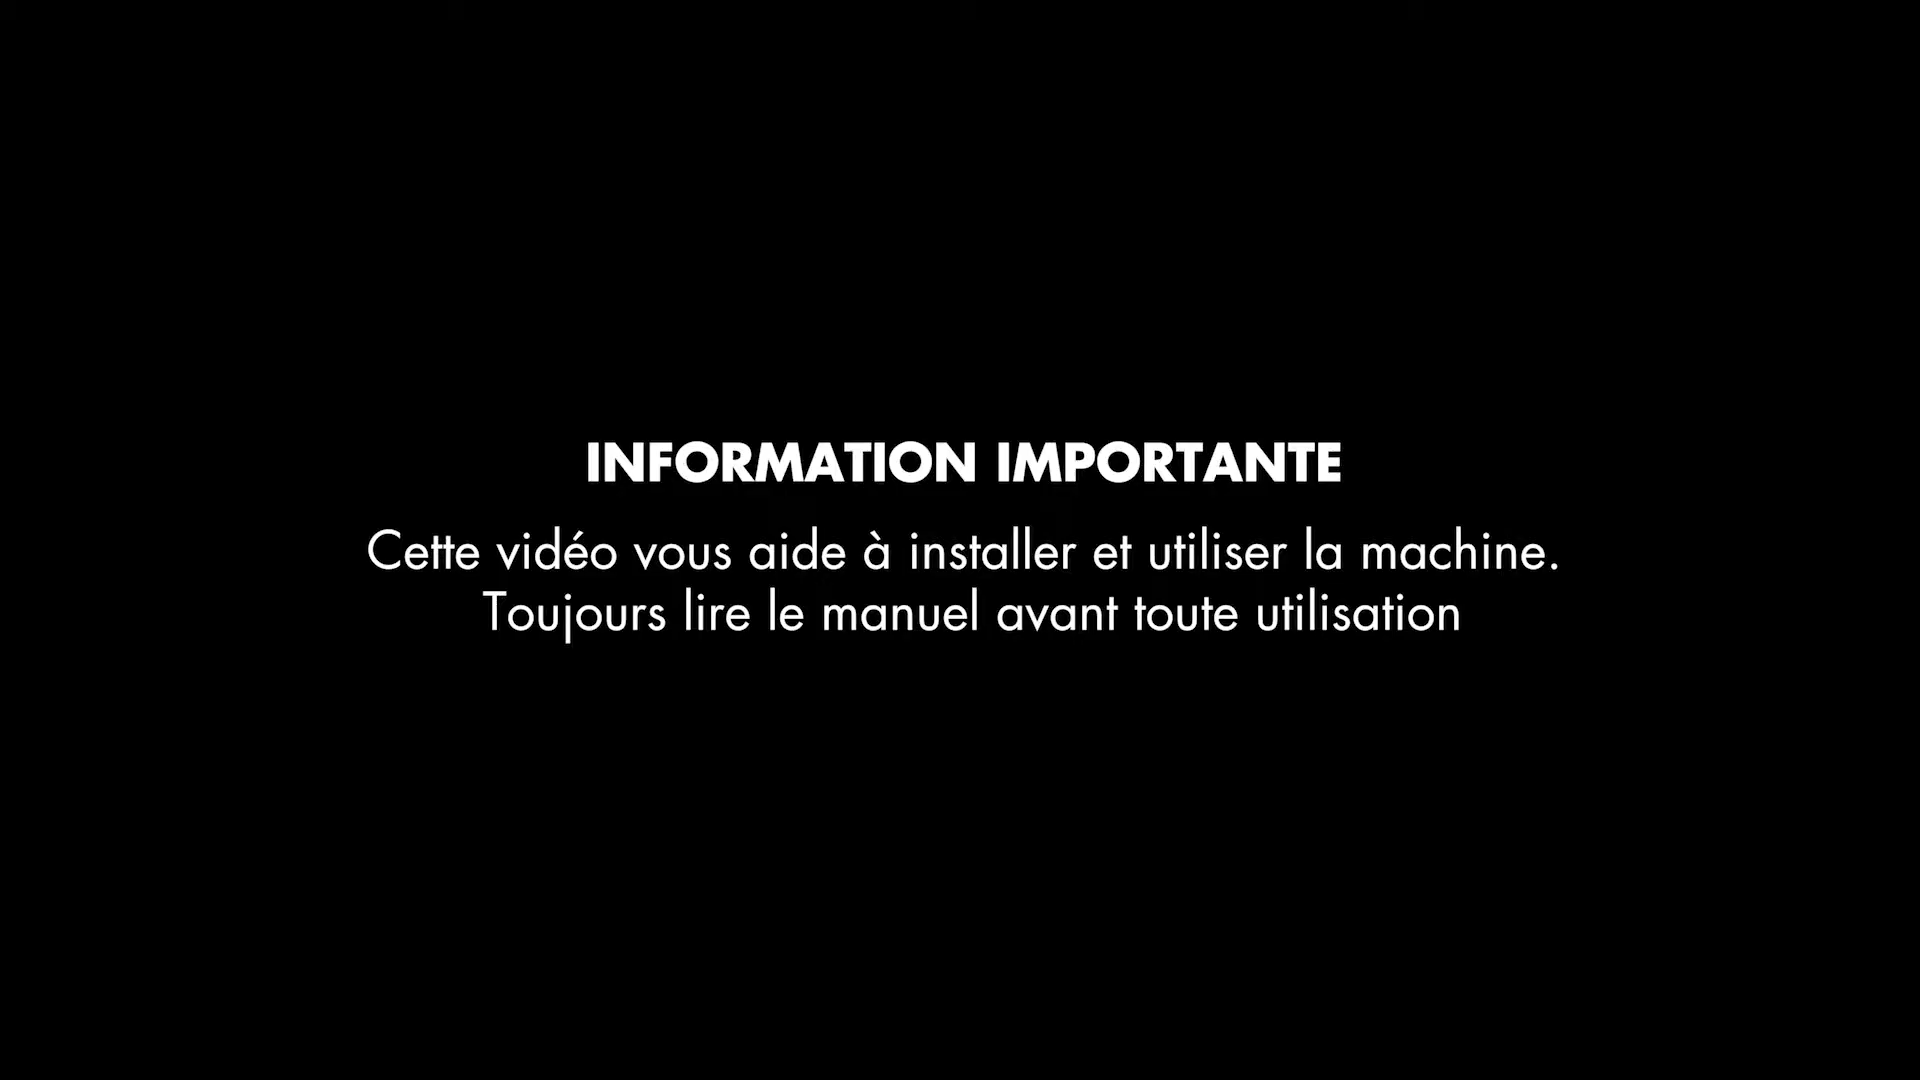 INFORMATION IMPORTANTE
Cette vidéo vous aide à installer et utiliser la machine.
Toujours lire le manuel avant toute utilisation